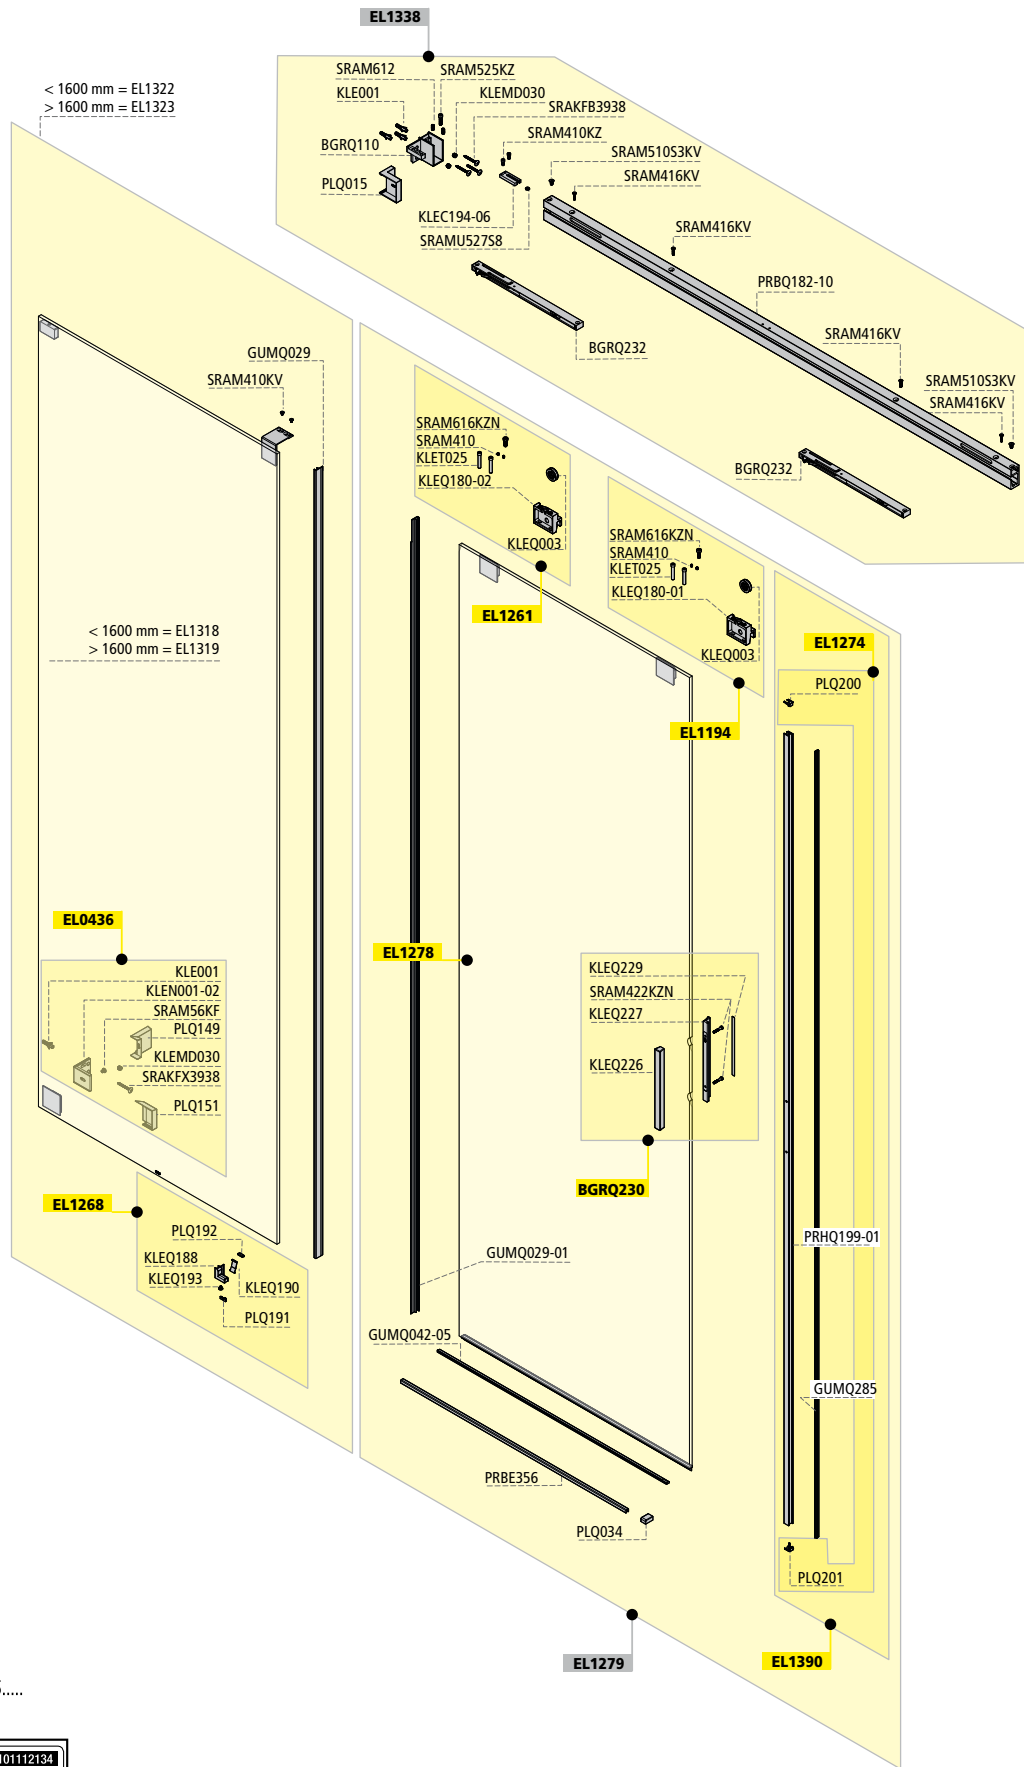 EL1338
SRAM612
SRAM525KZ
< 1600 mm = EL1322
> 1600 mm = EL1323
KLE001
KLEMD030
SRAKFB3938
BGRQ110
SRAM410KZ
SRAM510S3KV
PLQ015
SRAM416KV
KLEC194-06
SRAMU527S8
SRAM416KV
PRBQ182-10
BGRQ232
SRAM416KV
GUMQ029
SRAM410KV
SRAM510S3KV
SRAM416KV
BGRQ232
SRAM616KZN
SRAM410
KLET025
KLEQ180-02
KLEQ003
EL1261
SRAM616KZN
SRAM410
KLET025
KLEQ180-01
KLEQ003
EL1194
< 1600 mm = EL1318
> 1600 mm = EL1319
EL1274
PLQ200
EL0436
KLE001
KLEN001-02
SRAM56KF
PLQ149
KLEMD030
SRAKFX3938
PLQ151
EL1278
KLEQ229
SRAM422KZN
KLEQ227
KLEQ226
BGRQ230
EL1268
PLQ192
KLEQ188
KLEQ193
KLEQ190
PLQ191
GUMQ029-01
PRHQ199-01
GUMQ042-05
GUMQ285
PRBE356
PLQ034
PLQ201
EL1279
EL1390
.....
101112134